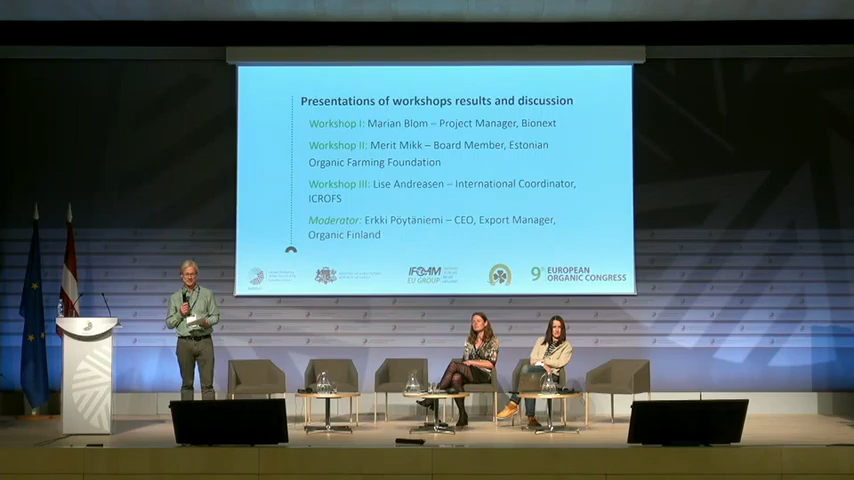 Presentations of workshops results and discussion
Workshop I: Marian Blom – Project Manager, Bionext
Workshop II: Merit Mikk – Board Member, Estonian
Organic Farming Foundation
Workshop III: Lise Andreasen – International Coordinator,
ICROFS
Moderator: Erkki Pöytäniemi – CEO, Export Manager,
Organic Finland
IFOAM
EU GROUP
9th EUROPEAN
ORGANIC CONGRESS